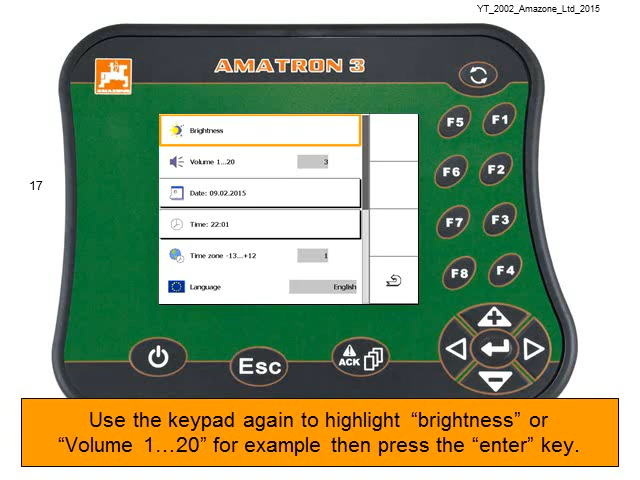 YT_2002_Amazone_Ltd_2015
AMATRON 3
Brightness
Volume 1...20
3
Date: 09.02.2015
Time: 22:01
Time zone -13...+12
1
Language
English
F5
F1
F6
F2
F7
F3
F8
F4
17
Esc
ACK
Use the keypad again to highlight “brightness” or
“Volume 1…20” for example then press the “enter” key.